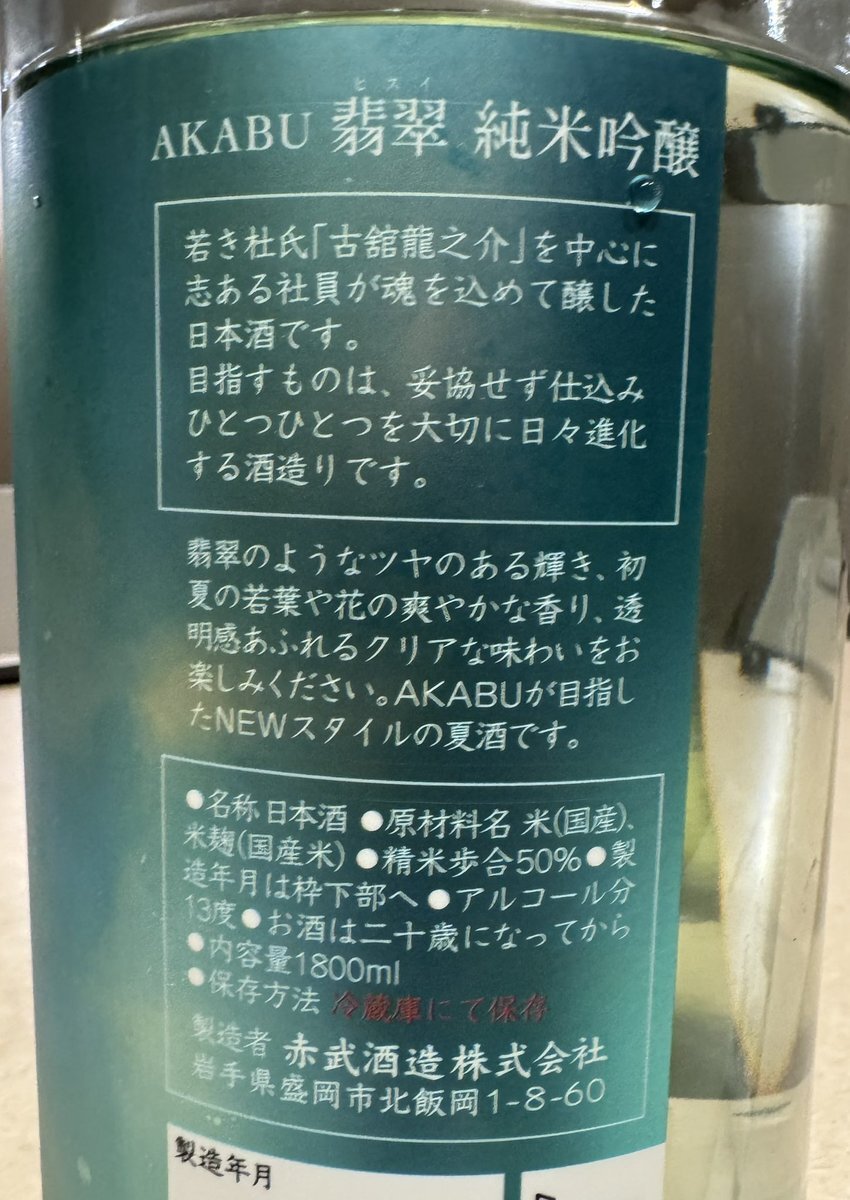 ヒスイ
AKABU 翡翠 純米吟醸
若き杜氏「古舘龍之介」を中心に
志ある社員が魂を込めて醸した
日本酒です。
目指すものは、妥協せず仕込み
ひとつひとつを大切に日々進化
する酒造りです。
翡翠のようなツヤのある輝き、初
夏の若葉や花の爽やかな香り、透
明感あふれるクリアな味わいをお
楽しみください。AKABUが目指し
たNEWスタイルの夏酒です。
●名称 日本酒 ●原材料名 米(国産)、
米麹(国産米) ●精米歩合50% ●製
造年月は枠下部へ ●アルコール分
13度 ●お酒は二十歳になってから
●内容量1800ml
●保存方法 冷蔵庫にて保存
製造者 赤武酒造株式会社
岩手県盛岡市北飯岡1-8-60
製造年月